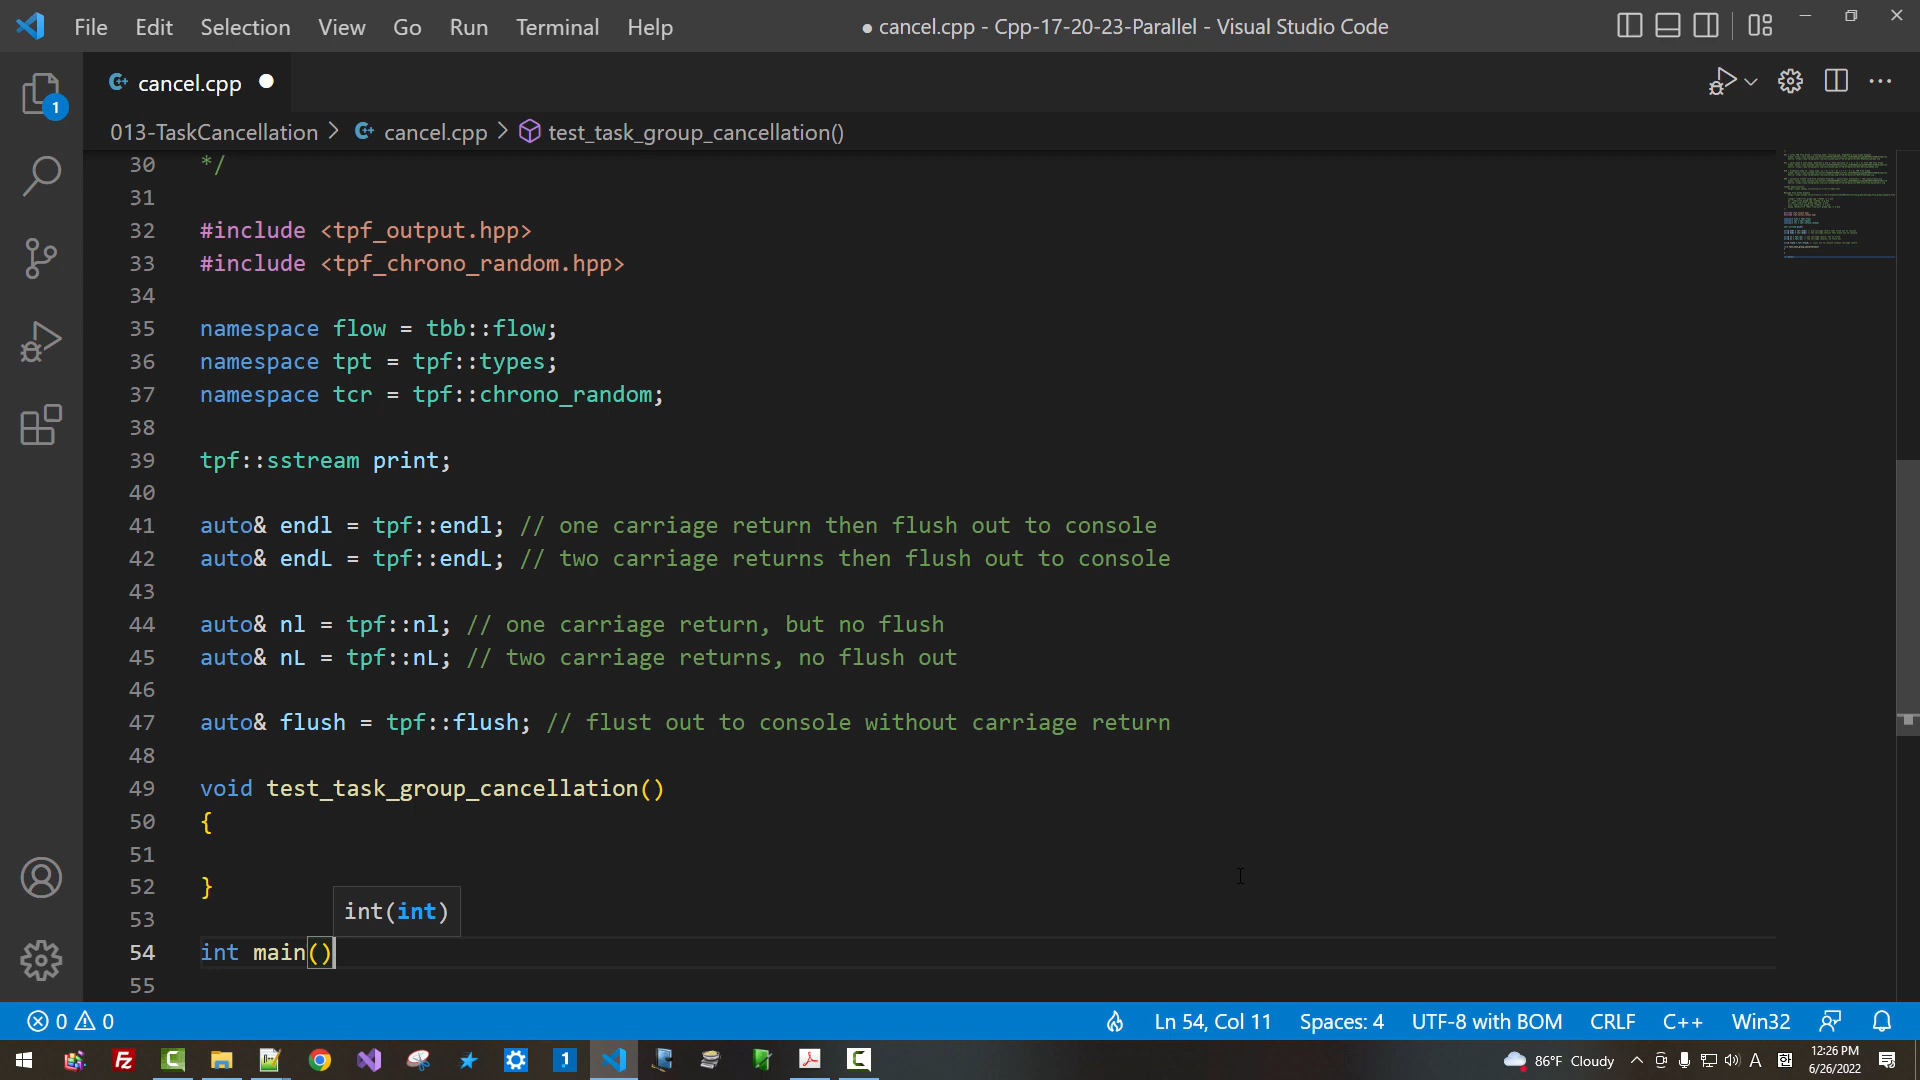 File Edit Selection View Go Run Terminal Help
● cancel.cpp - Cpp-17-20-23-Parallel - Visual Studio Code
1
cancel.cpp
013-TaskCancellation > cancel.cpp > test_task_group_cancellation()
30 */
31
32 #include <tpf_output.hpp>
33 #include <tpf_chrono_random.hpp>
34
35 namespace flow = tbb::flow;
36 namespace tpt = tpf::types;
37 namespace tcr = tpf::chrono_random;
38
39 tpf::sstream print;
40
41 auto& endl = tpf::endl; // one carriage return then flush out to console
42 auto& endL = tpf::endL; // two carriage returns then flush out to console
43
44 auto& nl = tpf::nl; // one carriage return, but no flush
45 auto& nL = tpf::nL; // two carriage returns, no flush out
46
47 auto& flush = tpf::flush; // flust out to console without carriage return
48
49 void test_task_group_cancellation()
50 {
51
52 }
53
int(int)
54 int main()
55
0 0
Ln 54, Col 11 Spaces: 4 UTF-8 with BOM CRLF C++ Win32
86°F Cloudy
A
12:26 PM
6/26/2022